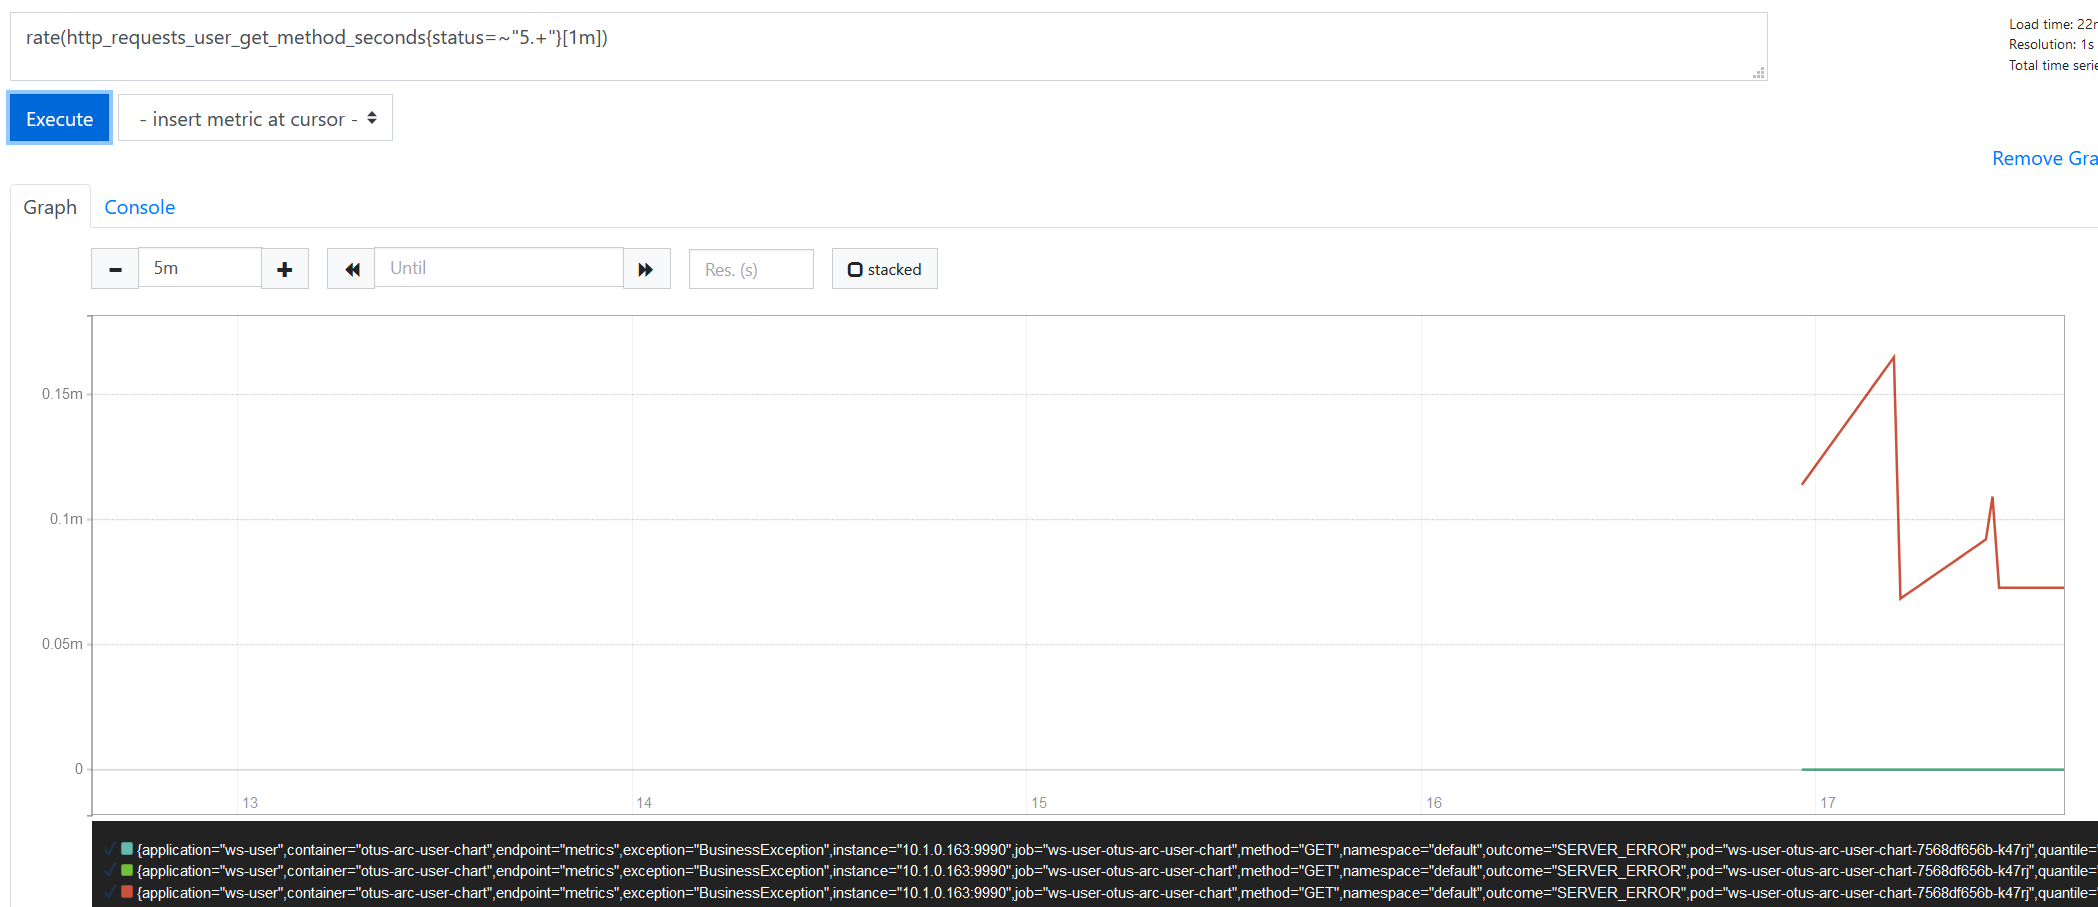 rate(http_requests_user_get_method_seconds{status=~"5.+"}[1m])
Load time: 22
Resolution: 1s
Total time
Execute
- insert metric at cursor -
Remove
Graph
Console
5m
Until
Res. (s)
stacked
0.15m
0.1m
0.05m
0
13
14
15
16
17
{application="ws-user",container="otus-arc-user-chart",endpoint="metrics",exception="BusinessException",instance="10.1.0.163:9990",job="ws-user-otus-arc-user-chart",method="GET",namespace="default",outcome="SERVER_ERROR",pod="ws-user-otus-arc-user-chart-7568df656b-k47rj",quantile="
{application="ws-user",container="otus-arc-user-chart",endpoint="metrics",exception="BusinessException",instance="10.1.0.163:9990",job="ws-user-otus-arc-user-chart",method="GET",namespace="default",outcome="SERVER_ERROR",pod="ws-user-otus-arc-user-chart-7568df656b-k47rj",quantile="
{application="ws-user",container="otus-arc-user-chart",endpoint="metrics",exception="BusinessException",instance="10.1.0.163:9990",job="ws-user-otus-arc-user-chart",method="GET",namespace="default",outcome="SERVER_ERROR",pod="ws-user-otus-arc-user-chart-7568df656b-k47rj",quantile="